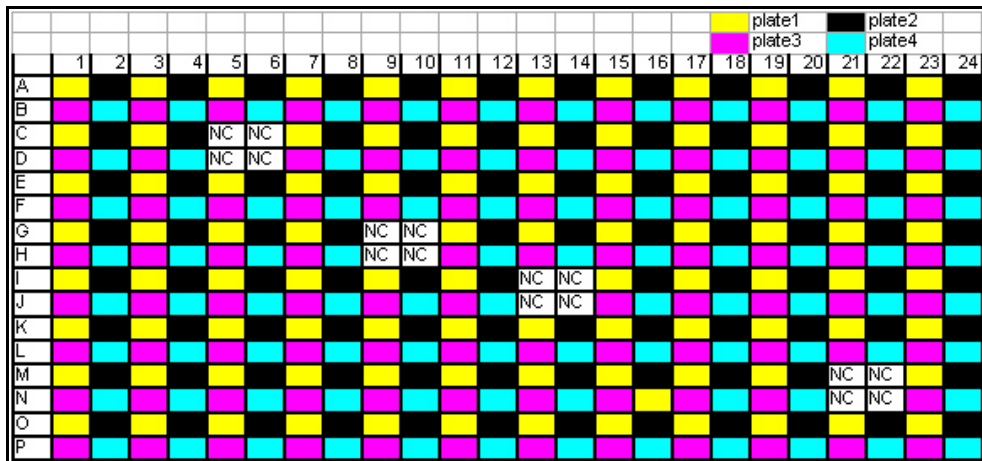 plate1 plate2
plate3 plate4
1 2 3 4 5 6 7 8 9 10 11 12 13 14 15 16 17 18 19 20 21 22 23 24
A
B
C NC NC
D NC NC
E
F
G NC NC
H NC NC
I NC NC
J NC NC
K
L
M NC NC
N NC NC
O
P